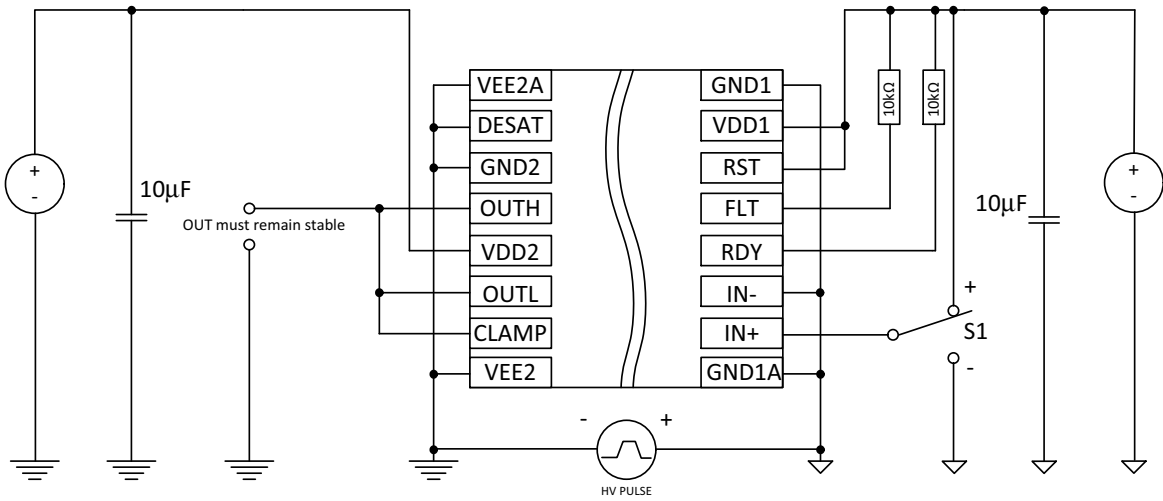 VEE2A
DESAT
GND2
OUTH
VDD2
OUTL
CLAMP
VEE2
GND1
VDD1
RST
FLT
RDY
IN-
IN+
GND1A
+
-
10µF
OUT must remain stable
10kΩ
10kΩ
10µF
+
-
+
S1
-
-
+
HV PULSE